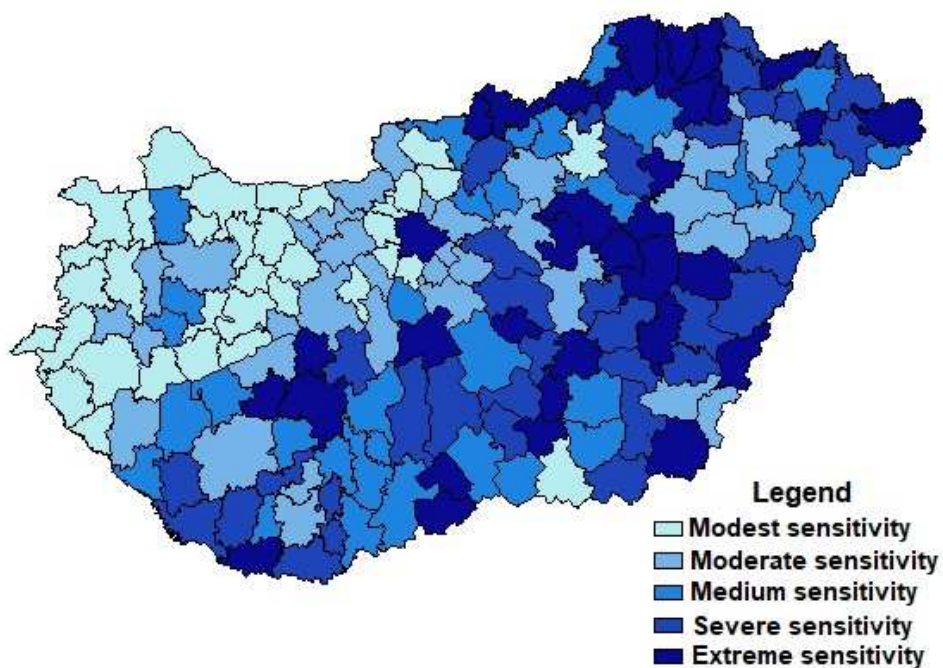 Legend
Modest sensitivity
Moderate sensitivity
Medium sensitivity
Severe sensitivity
Extreme sensitivity